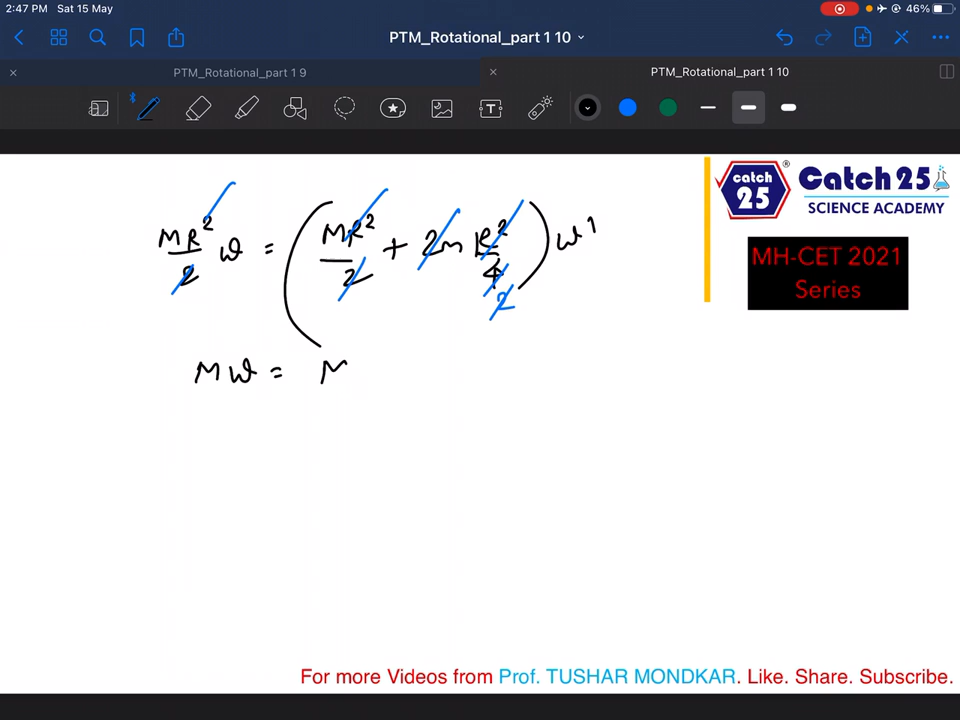 2:47 PM Sat 15 May
46%
PTM_Rotational_part 1 10
PTM_Rotational_part 1 9
PTM_Rotational_part 1 10
MR²/2 ω = (MR²/2 + 2m R²/4 2) ω'
Mω = M
catch 25 ®
Catch 25
SCIENCE ACADEMY
MH-CET 2021
Series
For more Videos from Prof. TUSHAR MONDKAR. Like. Share. Subscribe.